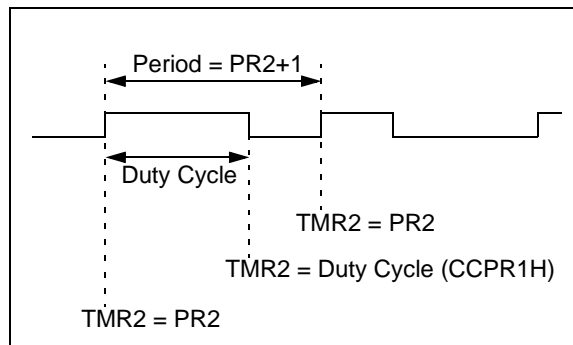 Period = PR2+1
Duty Cycle
TMR2 = PR2
TMR2 = Duty Cycle (CCPR1H)
TMR2 = PR2